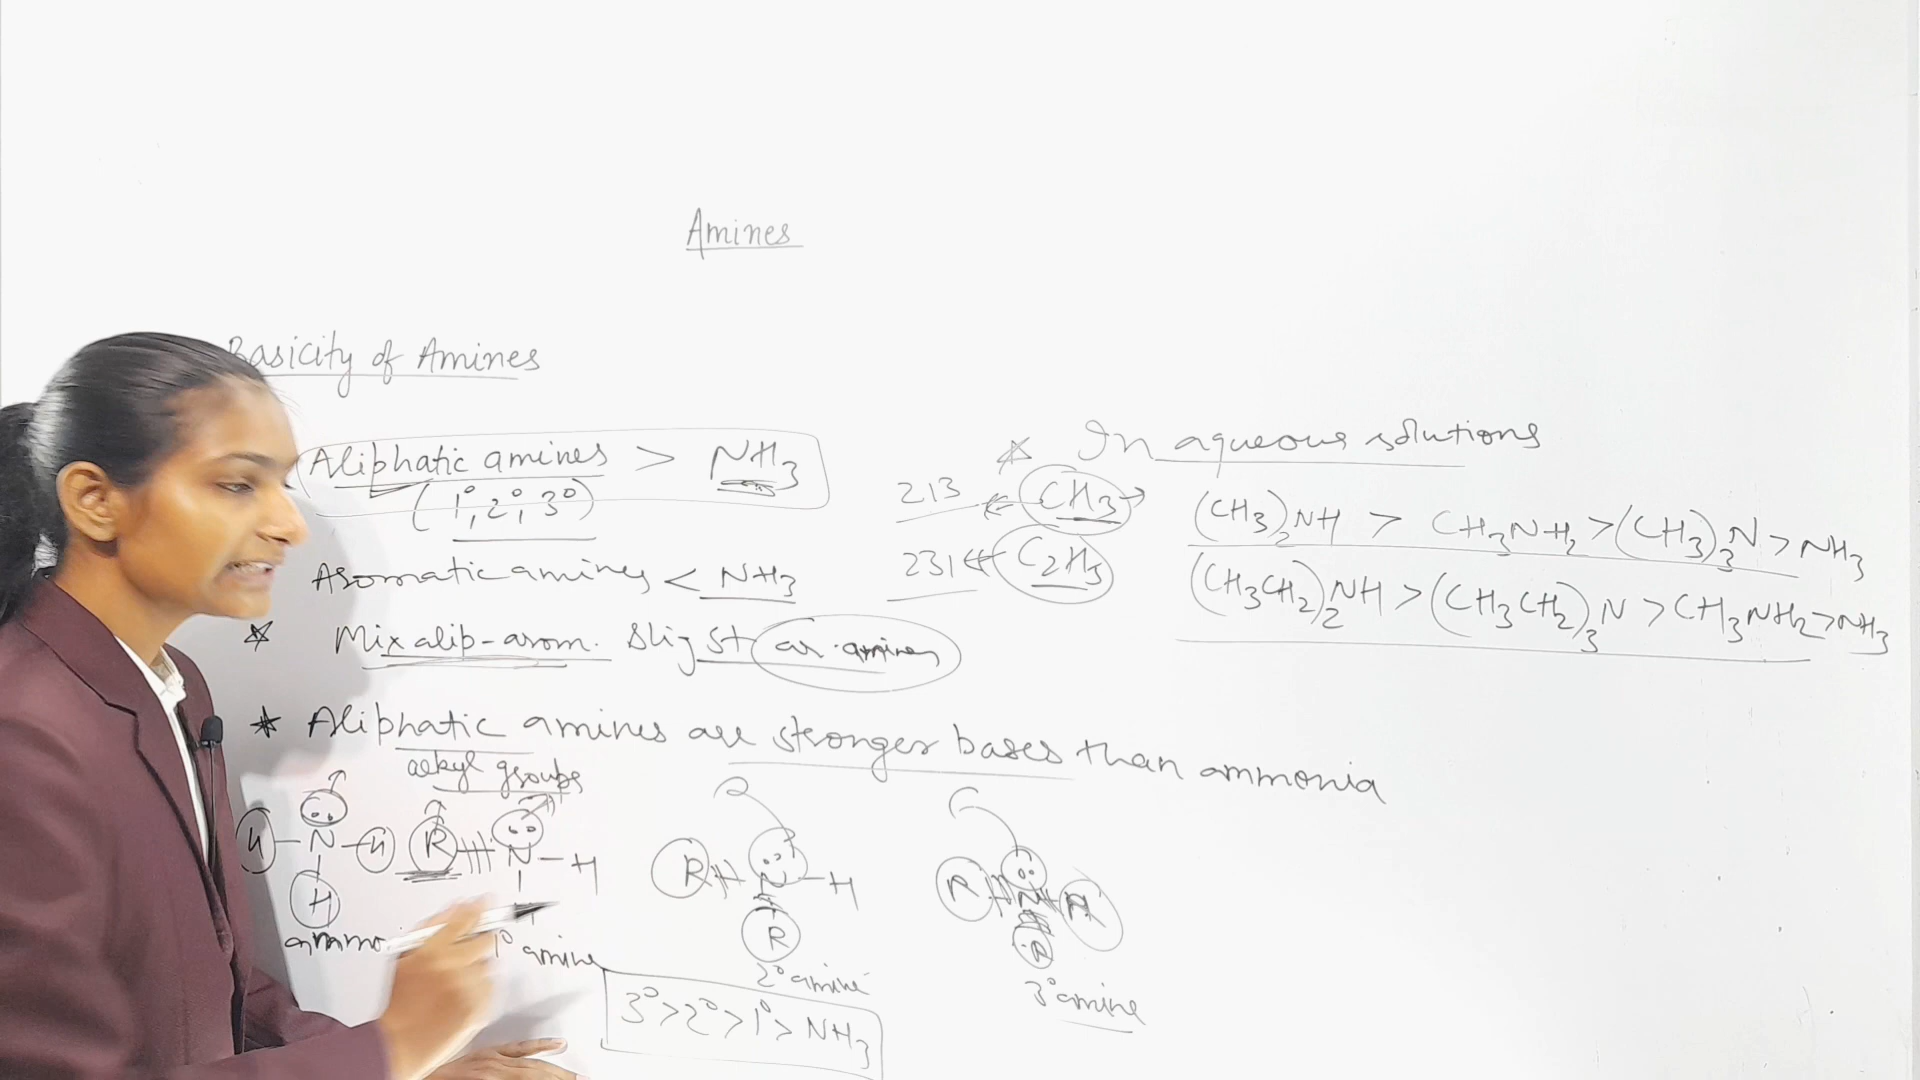 Amines
Basicity of Amines
Aliphatic amines > NH3
(1°, 2°, 3°)
Aromatic amines < NH3
Mix alip-arom. slig st ar. amines
Aliphatic amines are stronger bases than ammonia
alkyl groups
H-N-H
H
R N-H
R N-H
R
R N R
R
1° amine
2° amine
3° amine
3°>2°>1°> NH3
In aqueous solutions
213 CH3 (CH3)2NH > CH3NH2 > (CH3)3N > NH3
231 C2H5 (CH3CH2)2NH > (CH3CH2)3N > CH3NH2 > NH3